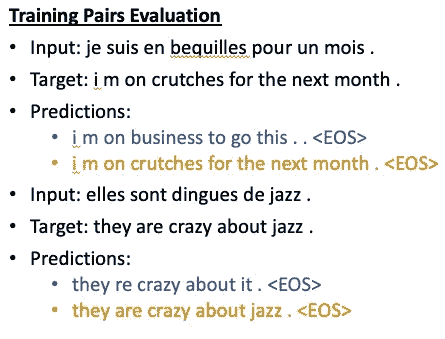 Training Pairs Evaluation
• Input: je suis en bequilles pour un mois .
• Target: i m on crutches for the next month .
• Predictions:
• i m on business to go this . . <EOS>
• i m on crutches for the next month . <EOS>
• Input: elles sont dingues de jazz .
• Target: they are crazy about jazz .
• Predictions:
• they re crazy about it . <EOS>
• they are crazy about jazz . <EOS>